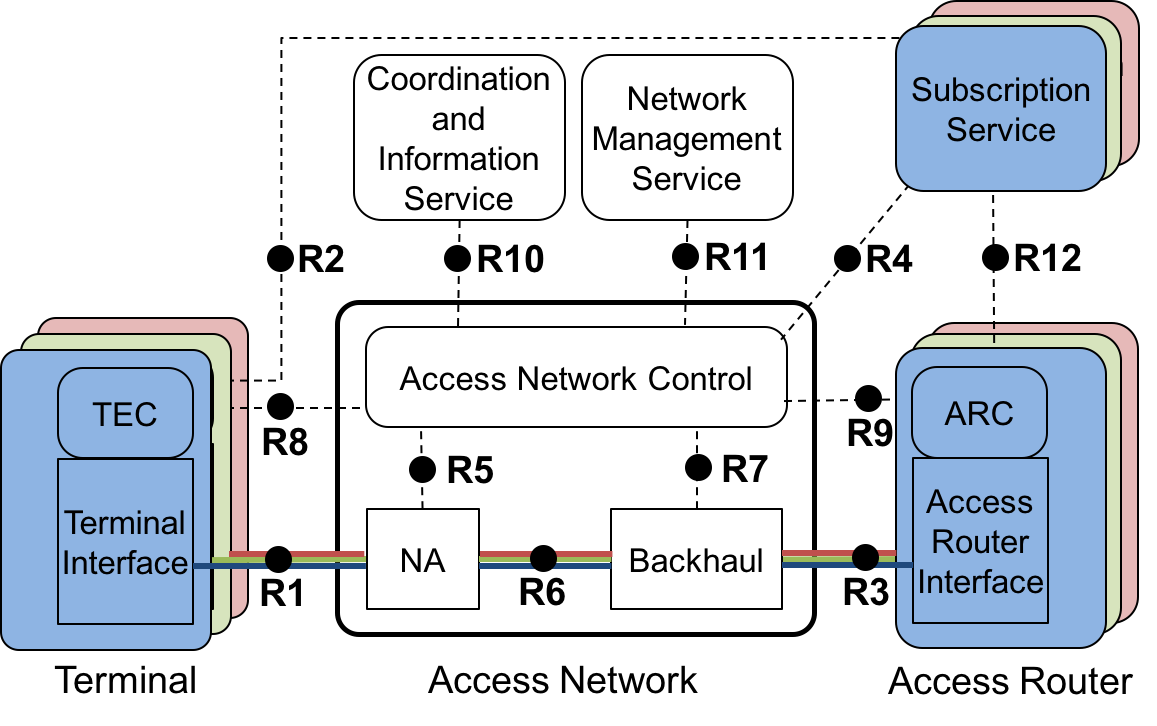 Coordination
and
Information
Service
Network
Management
Service
Subscription
Service
R2
R10
R11
R4
R12
TEC
Access Network Control
ARC
R8
R9
R5
R7
Terminal
Interface
NA
Backhaul
Access
Router
Interface
R1
R6
R3
Terminal
Access Network
Access Router